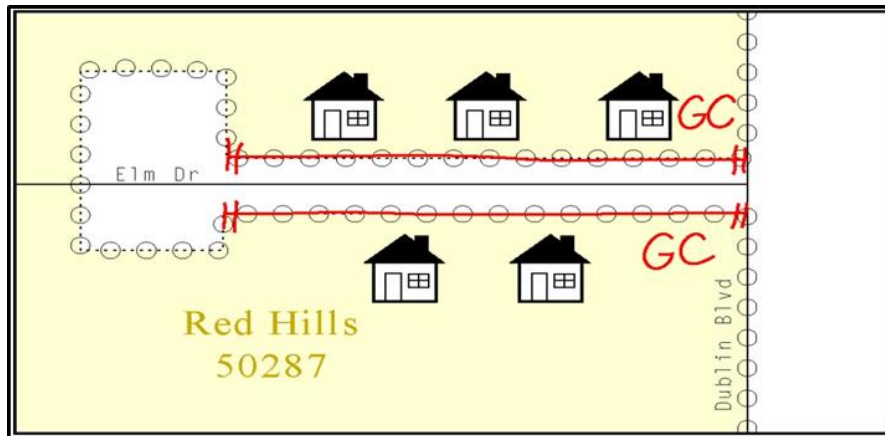 GC
Elm Dr
GC
Red Hills
50287
Dublin Blvd